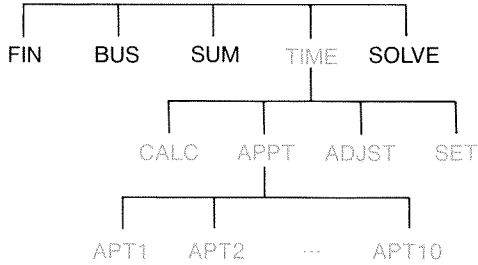 FIN BUS SUM TIME SOLVE
CALC APPT ADJST SET
APT1 APT2 ... APT10